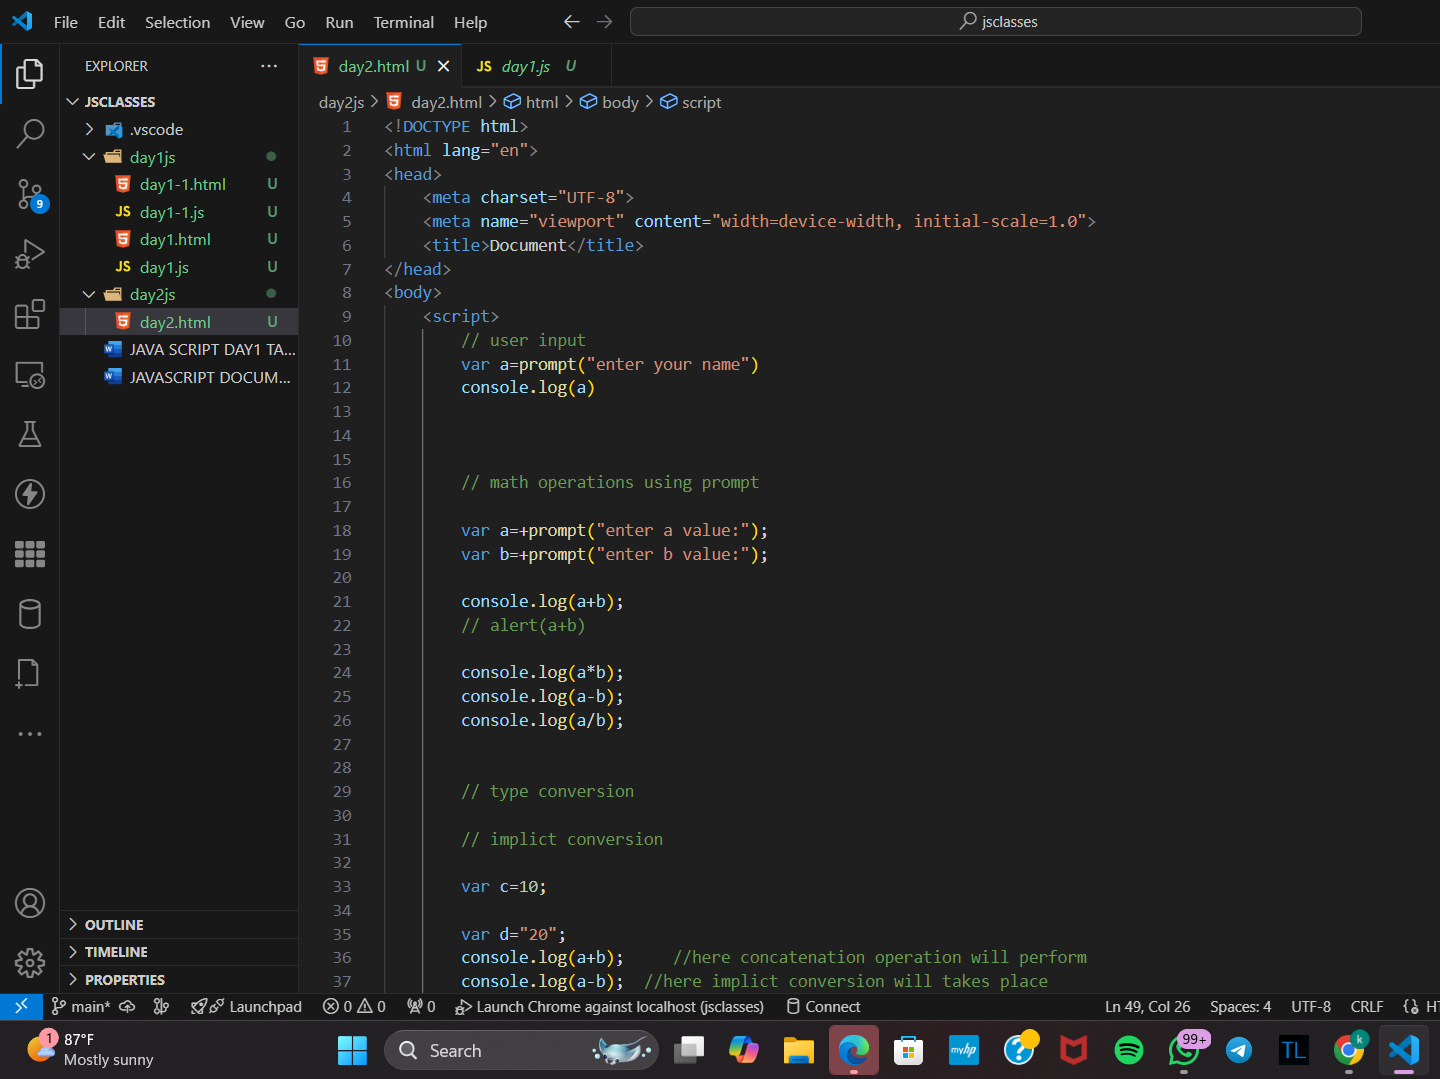 File Edit Selection View Go Run Terminal Help
jsclasses
EXPLORER
JSCLASSES
.vscode
day1js
day1-1.html U
JS day1-1.js U
day1.html U
JS day1.js U
day2js
day2.html U
JAVA SCRIPT DAY1 TA...
JAVASCRIPT DOCUM...
OUTLINE
TIMELINE
PROPERTIES
day2.html U
JS day1.js U
day2js > day2.html > html > body > script
1 <!DOCTYPE html>
2 <html lang="en">
3 <head>
4 <meta charset="UTF-8">
5 <meta name="viewport" content="width=device-width, initial-scale=1.0">
6 <title>Document</title>
7 </head>
8 <body>
9 <script>
10 // user input
11 var a=prompt("enter your name")
12 console.log(a)
13
14
15
16 // math operations using prompt
17
18 var a=+prompt("enter a value:");
19 var b=+prompt("enter b value:");
20
21 console.log(a+b);
22 // alert(a+b)
23
24 console.log(a*b);
25 console.log(a-b);
26 console.log(a/b);
27
28
29 // type conversion
30
31 // implict conversion
32
33 var c=10;
34
35 var d="20";
36 console.log(a+b); //here concatenation operation will perform
37 console.log(a-b); //here implict conversion will takes place
9
main* Launchpad 0 0 0 Launch Chrome against localhost (jsclasses) Connect Ln 49, Col 26 Spaces: 4 UTF-8 CRLF HT
1
87°F
Mostly sunny
Search
myhp
99+
TL
k